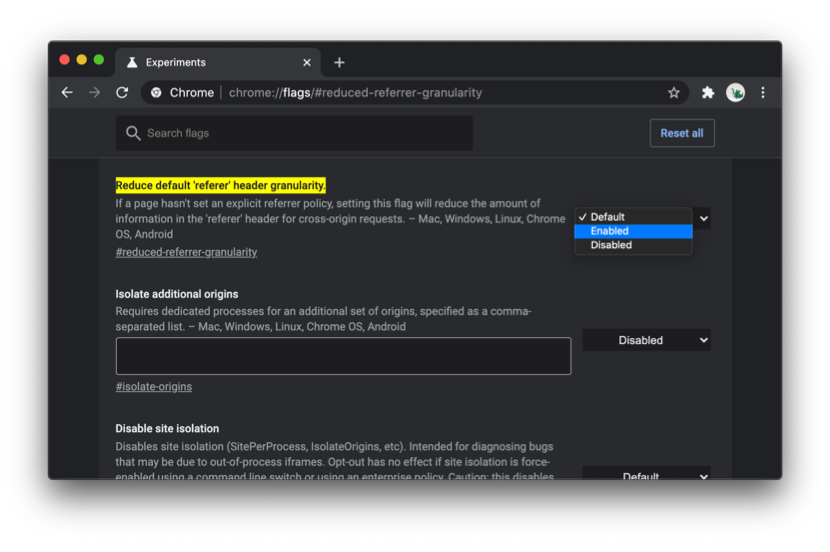 Experiments
Chrome | chrome://flags/#reduced-referrer-granularity
Search flags
Reset all
Reduce default 'referer' header granularity.
If a page hasn't set an explicit referrer policy, setting this flag will reduce the amount of
information in the 'referer' header for cross-origin requests. – Mac, Windows, Linux, Chrome
OS, Android
#reduced-referrer-granularity
✓ Default
Enabled
Disabled
Isolate additional origins
Requires dedicated processes for an additional set of origins, specified as a comma-
separated list. – Mac, Windows, Linux, Chrome OS, Android
Disabled
#isolate-origins
Disable site isolation
Disables site isolation (SitePerProcess, IsolateOrigins, etc). Intended for diagnosing bugs
that may be due to out-of-process iframes. Opt-out has no effect if site isolation is force-
enabled using a command line switch or using an enterprise policy. Caution: this disables
Default